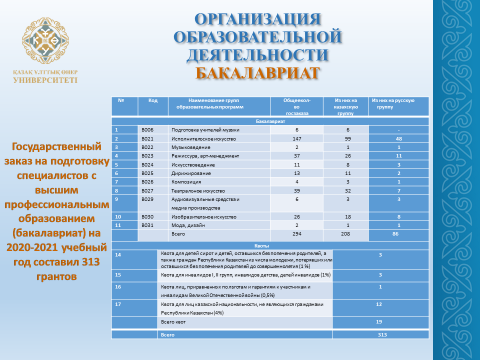 ОРГАНИЗАЦИЯ
ОБРАЗОВАТЕЛЬНОЙ
ДЕЯТЕЛЬНОСТИ
БАКАЛАВРИАТ
ҚАЗАҚ ҰЛТТЫҚ ӨНЕР
УНИВЕРСИТЕТІ
Государственный
заказ на подготовку
специалистов с
высшим
профессиональным
образованием
(бакалавриат) на
2020-2021 учебный
год составил 313
грантов
№ Код Наименование групп образовательных программ Общее кол-во госзаказа Из них на казахскую группу Из них на русскую группу
Бакалавриат
1 B006 Подготовка учителей музыки 6 6 -
2 B021 Исполнительское искусство 147 99 48
3 B022 Музыковедение 2 1 1
4 B023 Режиссура, арт-менеджмент 37 26 11
5 B024 Искусствоведение 11 8 3
6 B025 Дирижирование 13 11 2
7 B026 Композиция 4 3 1
8 B027 Театральное искусство 39 32 7
9 B029 Аудиовизуальные средства и медиа производства 6 3 3
10 B030 Изобразительное искусство 26 18 8
11 B031 Мода, дизайн 2 1 1
Всего 294 208 86
Квоты
14 Квота для детей сирот и детей, оставшихся без попечения родителей, а также граждан Республики Казахстан из числа молодежи, потерявших или оставшихся без попечения родителей до совершеннолетия (1 %) 3
15 Квота для инвалидов I, II групп, инвалидов детства, детей инвалидов (1%) 3
16 Квота лиц, приравненных по льготам и гарантиям к участникам и инвалидам Великой Отечественной войны (0,5%) 1
17 Квота для лиц казахской национальности, не являющихся гражданами Республики Казахстан (4%) 12
Всего квот 19
Всего 313